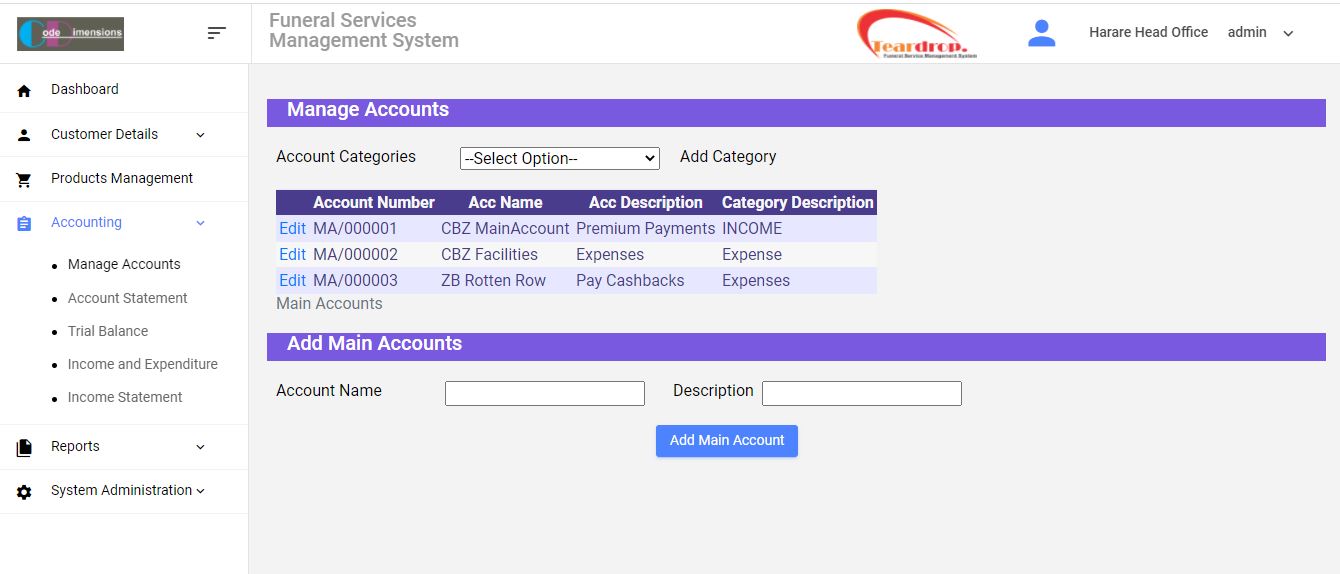 ode imensions
Funeral Services
Management System
Teardrop.
Funeral Service Management System
Harare Head Office admin
Dashboard
Customer Details
Products Management
Accounting
Manage Accounts
Account Statement
Trial Balance
Income and Expenditure
Income Statement
Reports
System Administration
Manage Accounts
Account Categories --Select Option-- Add Category
Account Number Acc Name Acc Description Category Description
Edit MA/000001 CBZ MainAccount Premium Payments INCOME
Edit MA/000002 CBZ Facilities Expenses Expense
Edit MA/000003 ZB Rotten Row Pay Cashbacks Expenses
Main Accounts
Add Main Accounts
Account Name Description
Add Main Account